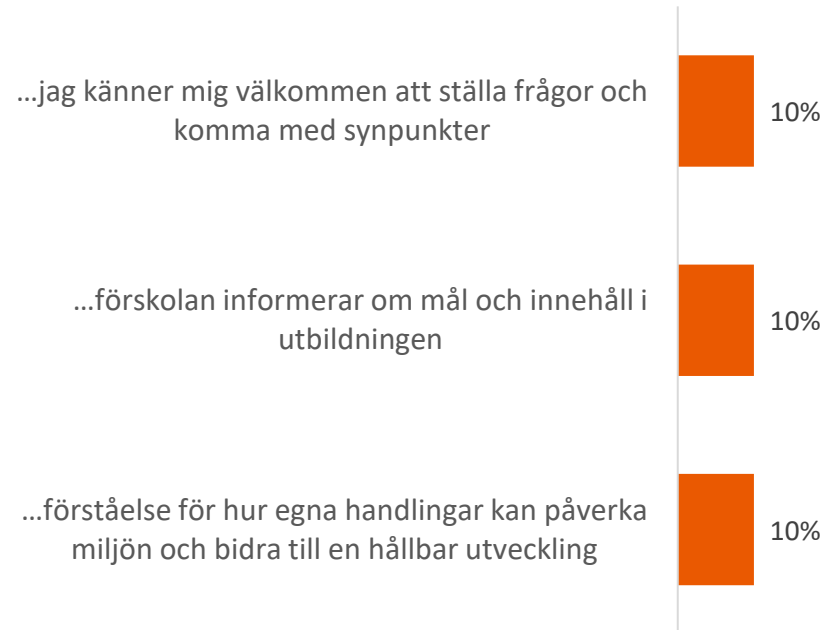 ...jag känner mig välkommen att ställa frågor och
komma med synpunkter
10%
...förskolan informerar om mål och innehåll i
utbildningen
10%
...förståelse för hur egna handlingar kan påverka
miljön och bidra till en hållbar utveckling
10%